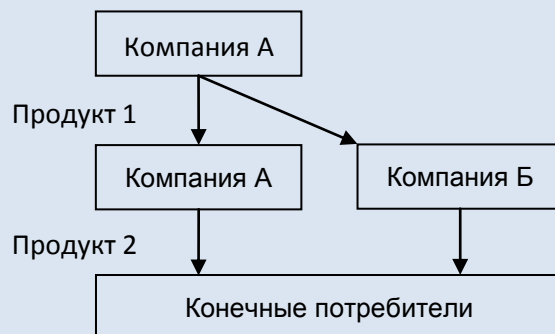 Компания А
Продукт 1
Компания А
Компания Б
Продукт 2
Конечные потребители